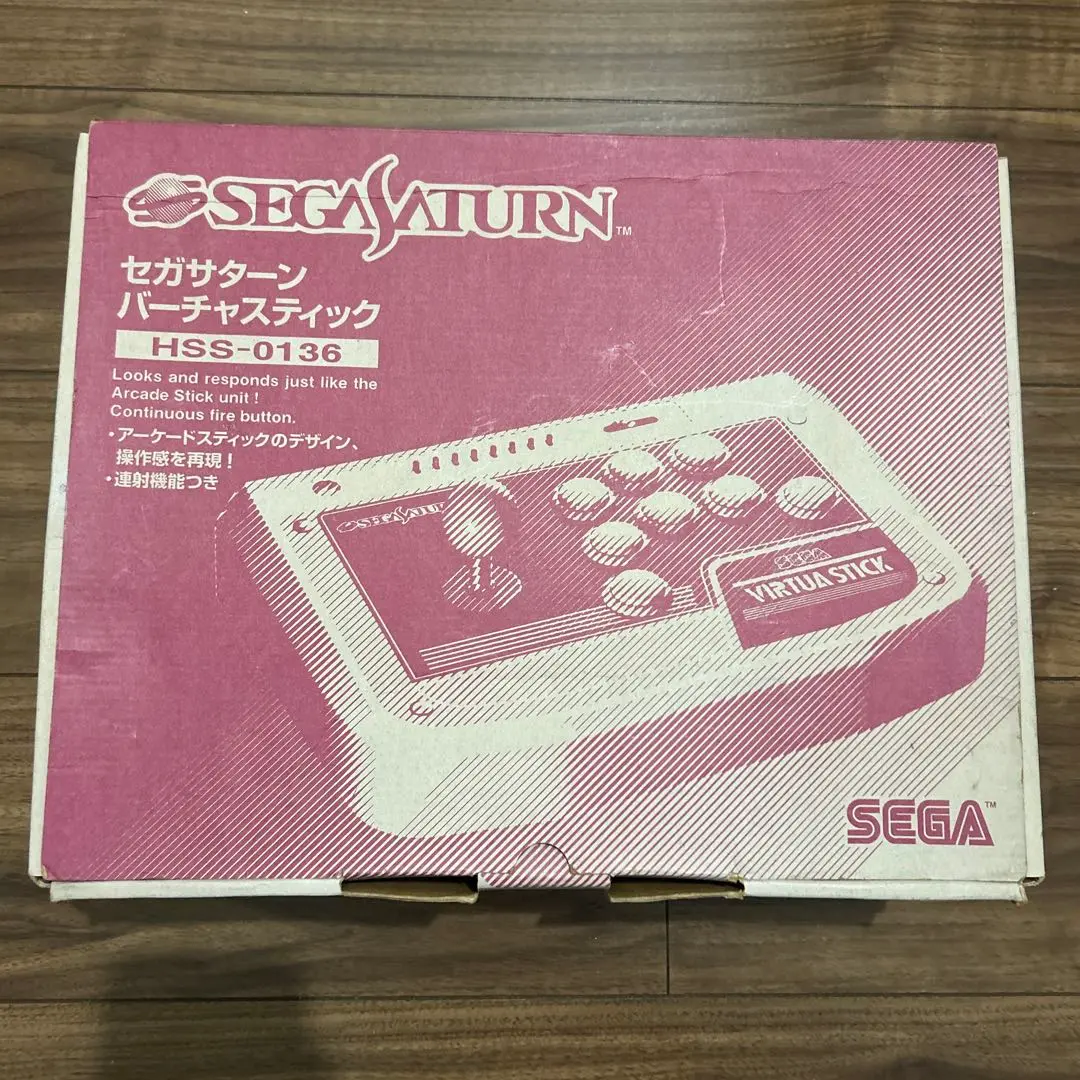 SEGA SATURN™
セガサターン
バーチャスティック
HSS-0136
Looks and responds just like the
Arcade Stick unit !
Continuous fire button.
・アーケードスティックのデザイン、
操作感を再現！
・連射機能つき
SEGA SATUR
SEGA
VIRTUA STICK
SEGA™